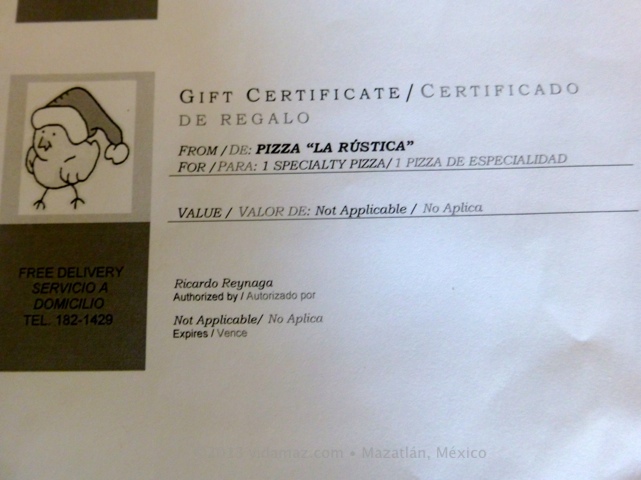 GIFT CERTIFICATE/CERTIFICADO
DE REGALO
FROM/DE: PIZZA "LA RÚSTICA"
FOR/PARA: 1 SPECIALTY PIZZA/1 PIZZA DE ESPECIALIDAD
VALUE / VALOR DE: Not Applicable / No Aplica
FREE DELIVERY
SERVICIO A
DOMICILIO
TEL. 182-1429
Ricardo Reynaga
Authorized by / Autorizado por
Not Applicable/ No Aplica
Expires / Vence
vidamaz.com • Mazatlán, México